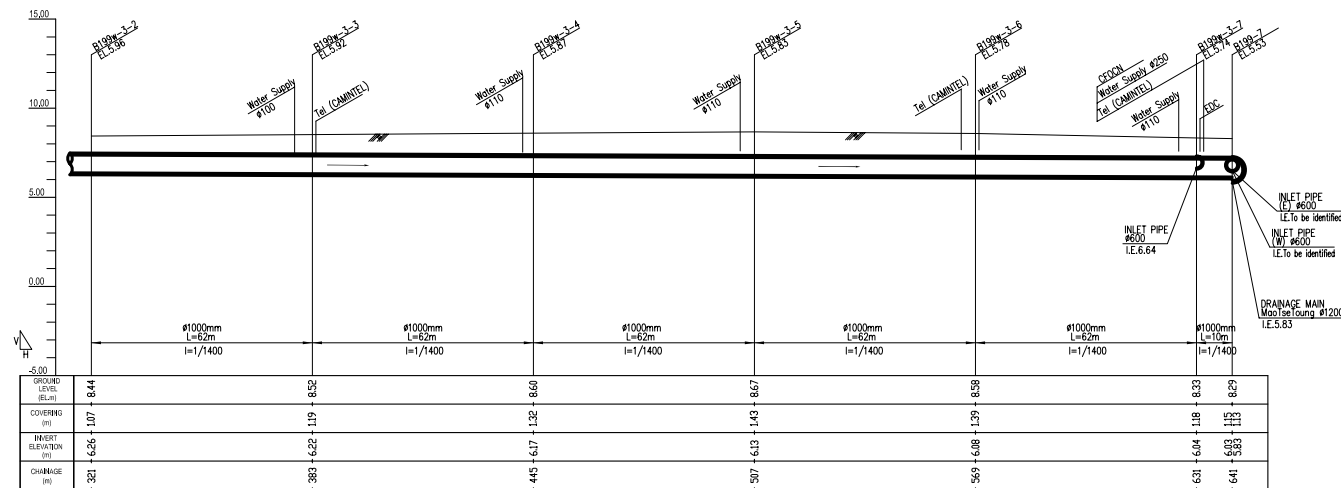 15.00
10.00
5.00
0.00
-5.00
B199w-3-2
EL.5.96
Water Supply
ø100
B199w-3-3
EL.5.92
Tel (CAMINTEL)
Water Supply
ø110
B199w-3-4
EL.5.87
Water Supply
ø110
B199w-3-5
EL.5.83
Tel (CAMINTEL)
B199w-3-6
EL.5.78
Water Supply
ø110
CFOCN
Water Supply ø250
Tel (CAMINTEL)
Water Supply
ø110
B199w-3-7
EL.5.74
EDC
B199-7
EL.5.53
INLET PIPE
(E) ø600
I.E.To be identified
INLET PIPE
ø600
I.E.6.64
INLET PIPE
(W) ø600
I.E.To be identified
DRAINAGE MAIN
MaoTseToung ø1200
I.E.5.83
V
H
ø1000mm
L=62m
I=1/1400
ø1000mm
L=62m
I=1/1400
ø1000mm
L=62m
I=1/1400
ø1000mm
L=62m
I=1/1400
ø1000mm
L=62m
I=1/1400
ø1000mm
L=10m
I=1/1400
GROUND
LEVEL
(EL.m)
8.44 8.52 8.60 8.67 8.58 8.33 8.29
COVERING
(m)
1.07 1.19 1.32 1.43 1.39 1.18 1.15 1.13
INVERT
ELEVATION
(m)
6.26 6.22 6.17 6.13 6.08 6.04 6.03 5.83
CHAINAGE
(m)
321 383 445 507 569 631 641